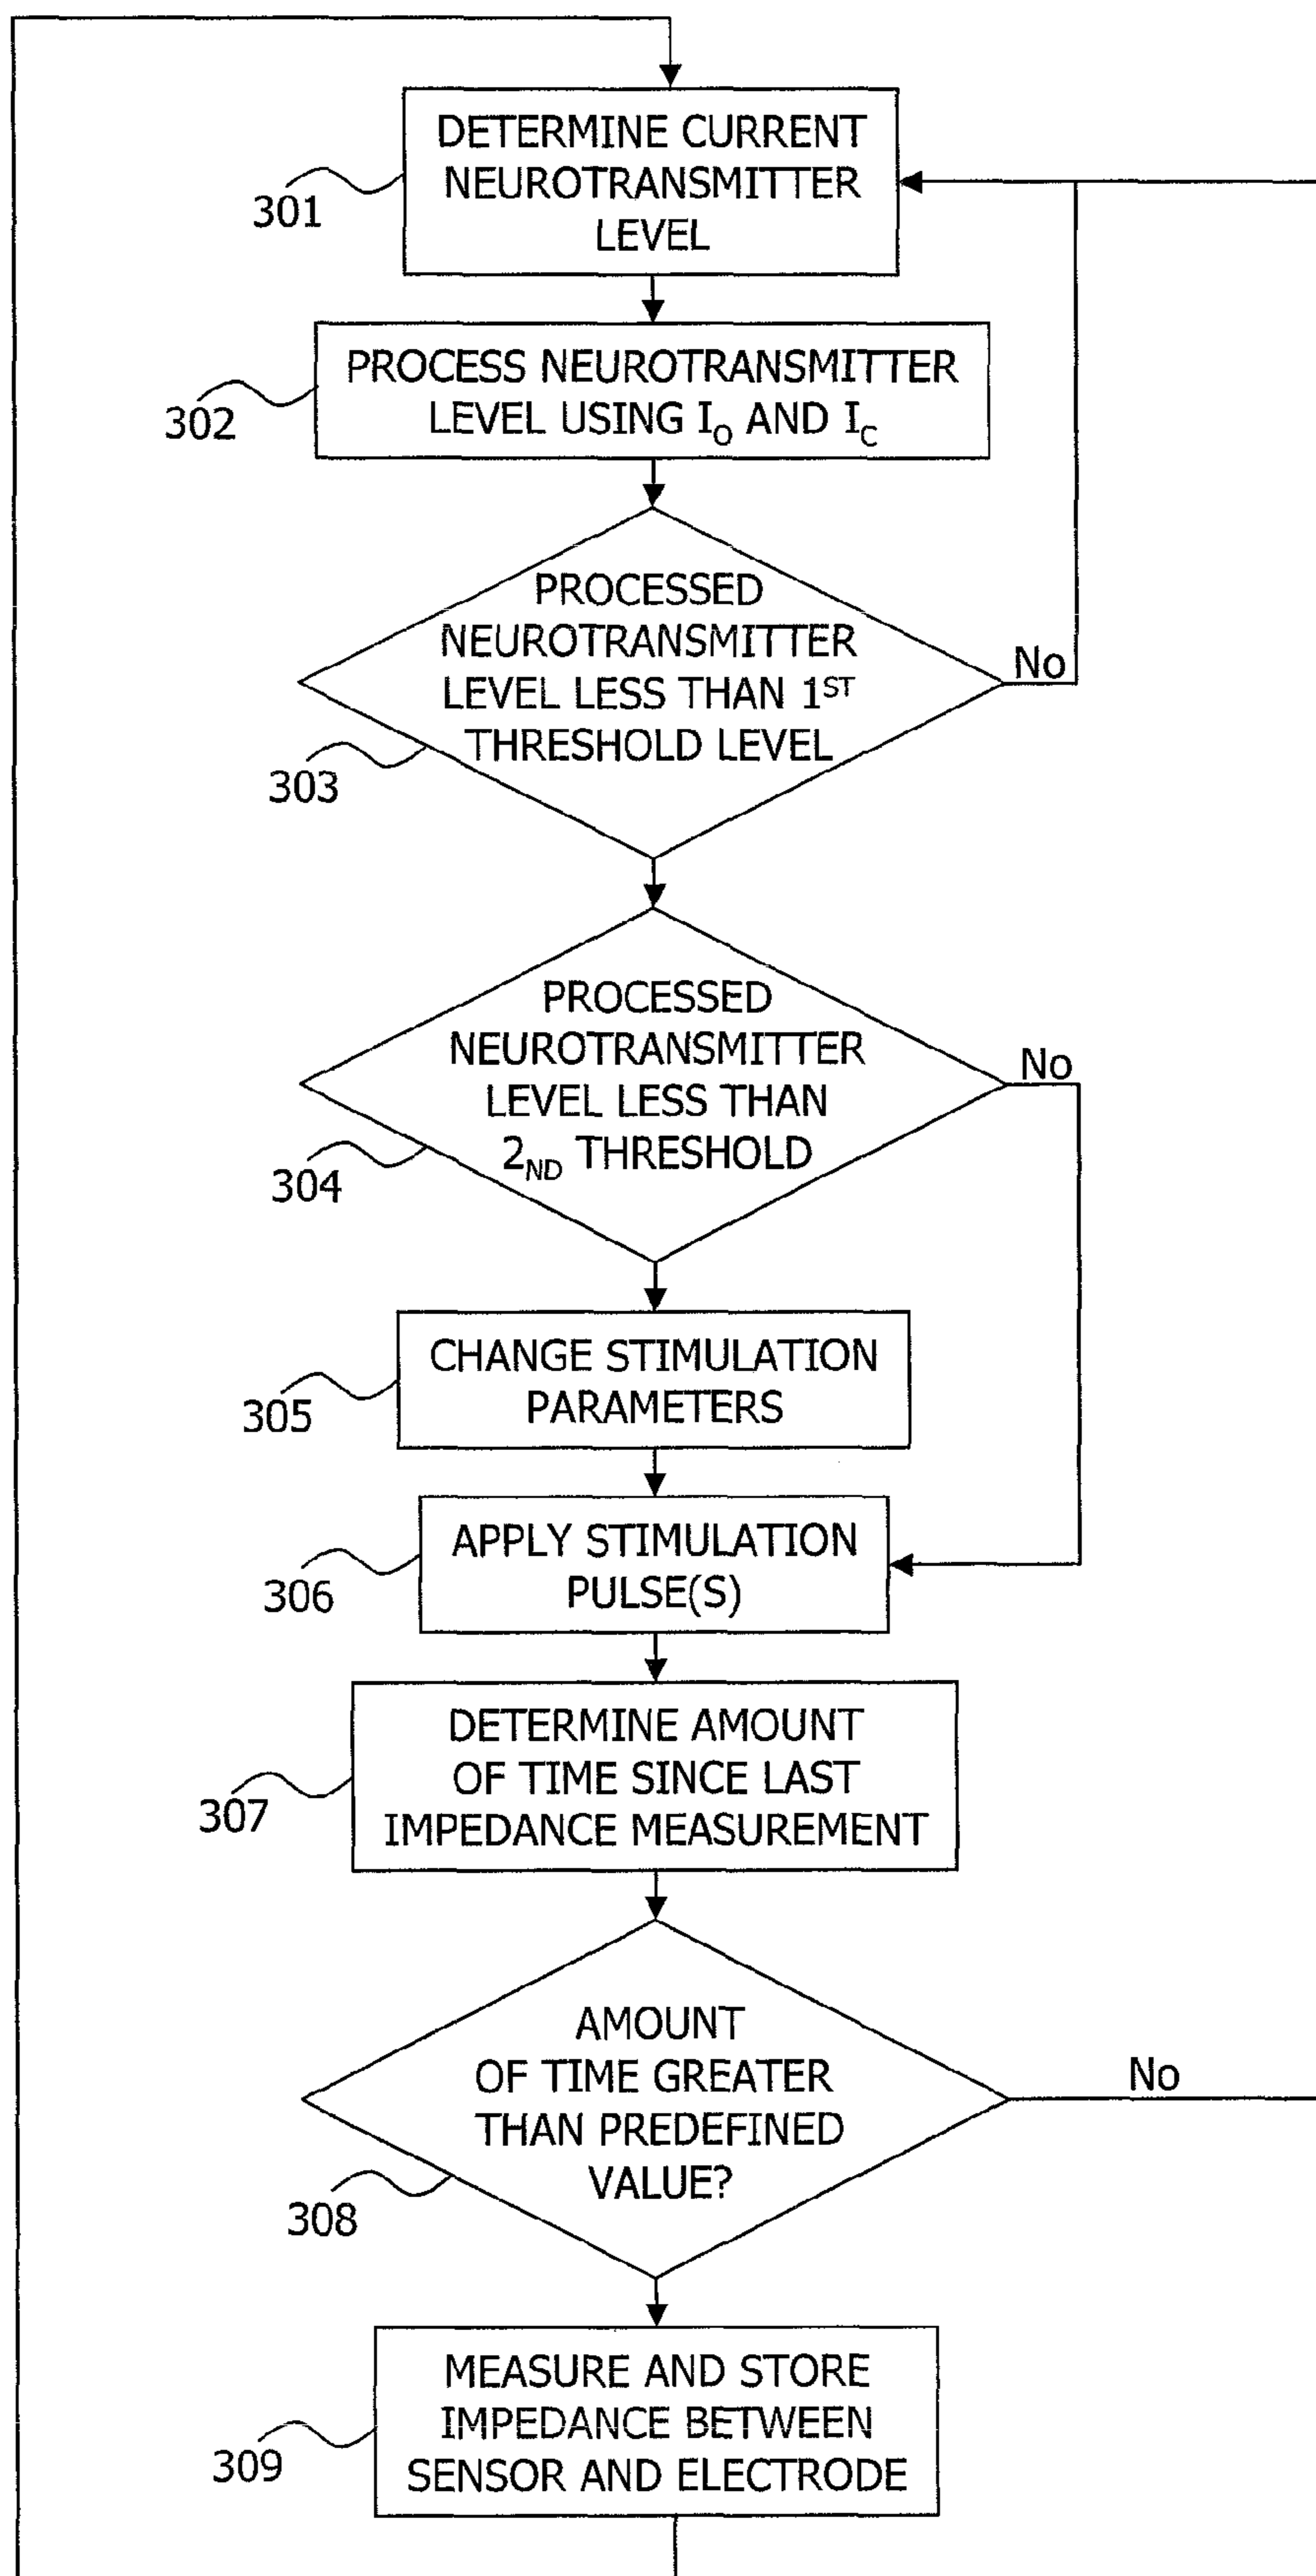 DETERMINE CURRENT
NEUROTRANSMITTER
LEVEL
301
PROCESS NEUROTRANSMITTER
LEVEL USING I_O AND I_C
302
PROCESSED
NEUROTRANSMITTER
LEVEL LESS THAN 1ST
THRESHOLD LEVEL
No
303
PROCESSED
NEUROTRANSMITTER
LEVEL LESS THAN
2ND THRESHOLD
No
304
CHANGE STIMULATION
PARAMETERS
305
APPLY STIMULATION
PULSE(S)
306
DETERMINE AMOUNT
OF TIME SINCE LAST
IMPEDANCE MEASUREMENT
307
AMOUNT
OF TIME GREATER
THAN PREDEFINED
VALUE?
No
308
MEASURE AND STORE
IMPEDANCE BETWEEN
SENSOR AND ELECTRODE
309